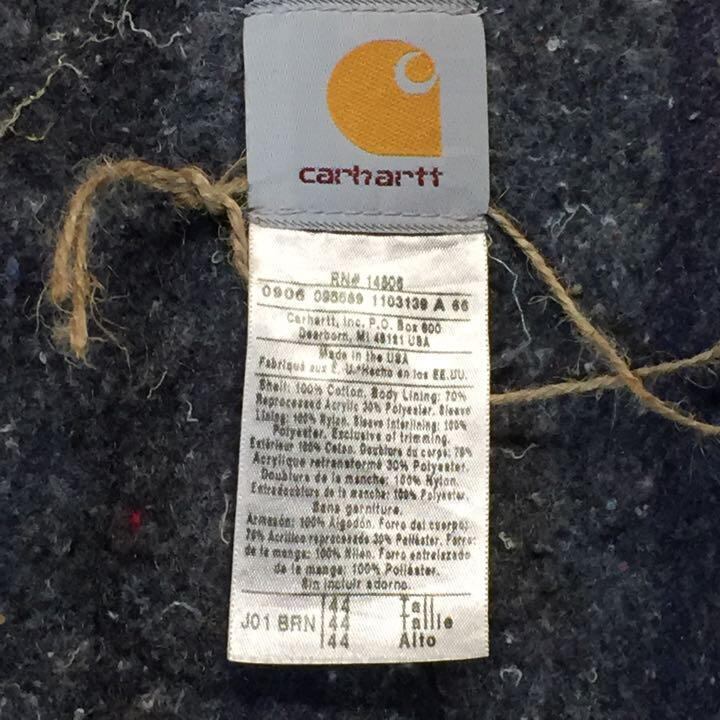 carhartt
RN# 14806
0906 098689 1103139 A 66
Carhartt, Inc. P.O. Box 600
Dearborn, MI 48121 USA
Made in the USA
Fabriqué aux É.-U.*Hecho en los EE.UU.
Shell: 100% Cotton, Body Lining: 70%
Reprocessed Acrylic 30% Polyester, Sleeve
Lining: 100% Nylon, Sleeve Interlining: 100%
Polyester, Exclusive of trimming.
Extérieur 100% Coton, Doublure du corps: 70%
Acrylique retransformé 30% Polyester.
Doublure de la manche: 100% Nylon.
Entredoublure de la manche: 100% Polyester.
Sans garniture.
Armasón: 100% Algodón. Forro del cuerpo:
70% Acrílico reprocesado 30% Poliéster. Forro
de la manga: 100% Nilon. Forro entrelazado
de la manga: 100% Poliéster.
Sin incluir adorno.
44 Tall
J01 BRN 44 Taille
44 Alto